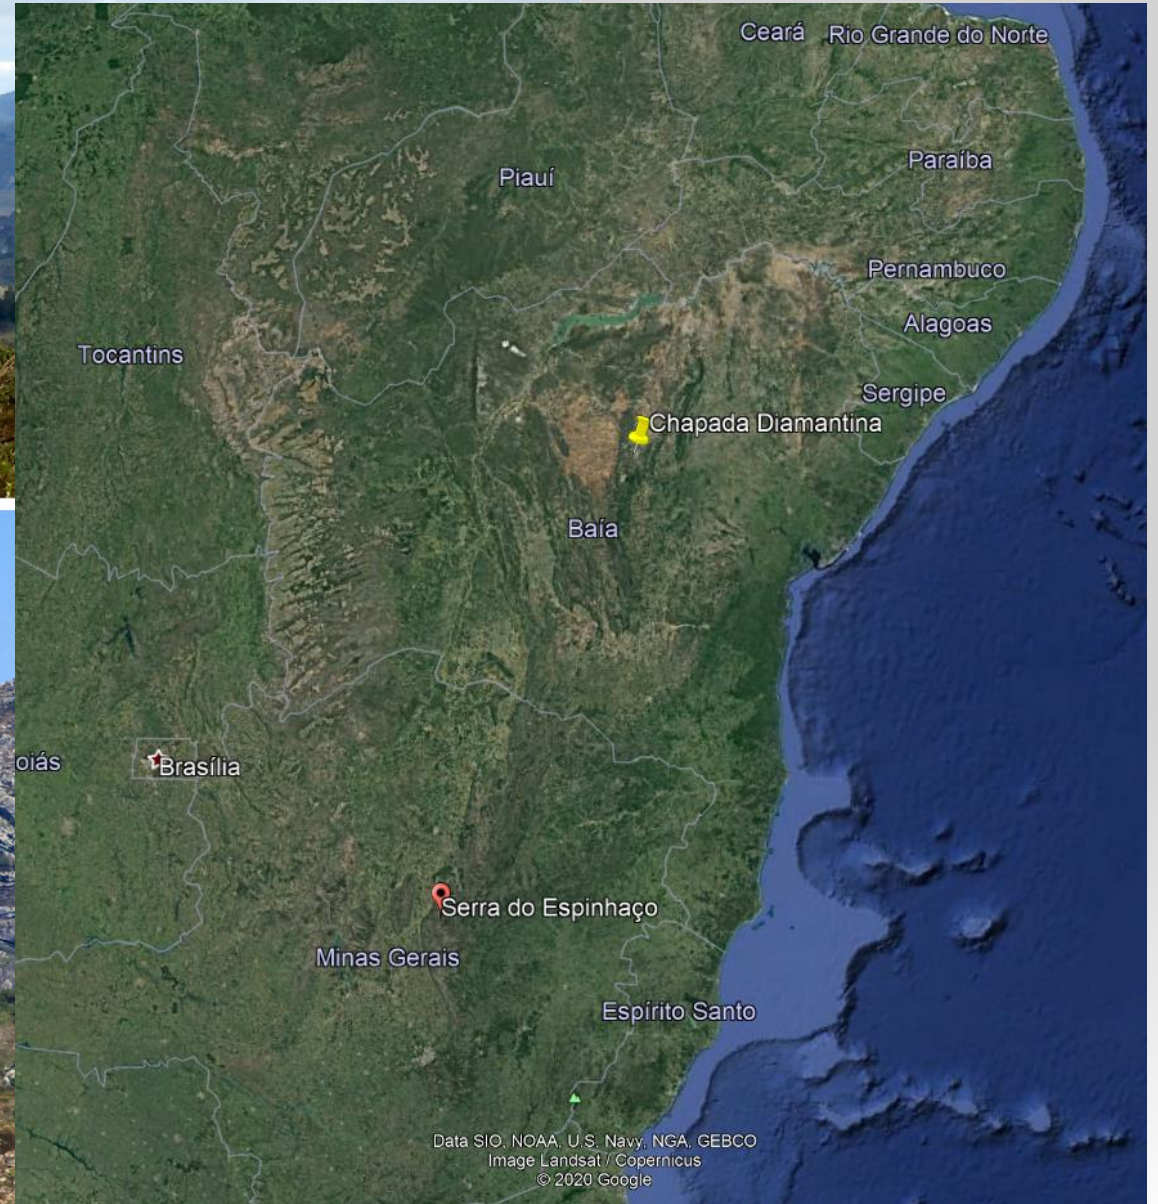 Ceará
Rio Grande do Norte
Piauí
Paraíba
Pernambuco
Alagoas
Tocantins
Sergipe
Chapada Diamantina
Baía
oiás
Brasília
Serra do Espinhaço
Minas Gerais
Espírito Santo
Data SIO, NOAA, U.S. Navy, NGA, GEBCO
Image Landsat / Copernicus
© 2020 Google